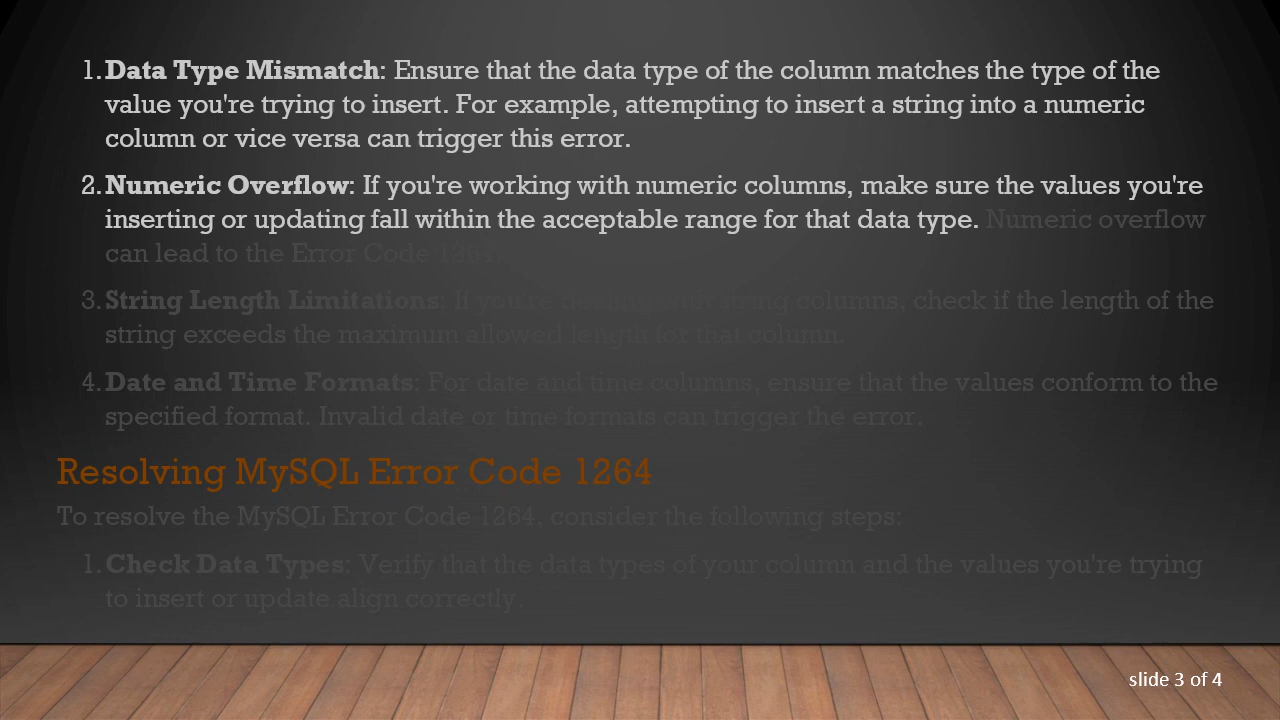 1. Data Type Mismatch: Ensure that the data type of the column matches the type of the
value you're trying to insert. For example, attempting to insert a string into a numeric
column or vice versa can trigger this error.
2. Numeric Overflow: If you're working with numeric columns, make sure the values you're
inserting or updating fall within the acceptable range for that data type. Numeric overflow
can lead to the Error Code 1264.
3. String Length Limitations: If you're dealing with string columns, check if the length of the
string exceeds the maximum allowed length for that column.
4. Date and Time Formats: For date and time columns, ensure that the values conform to the
specified format. Invalid date or time formats can trigger the error.
Resolving MySQL Error Code 1264
To resolve the MySQL Error Code 1264, consider the following steps:
1. Check Data Types: Verify that the data types of your column and the values you're trying
to insert or update align correctly.
slide 3 of 4